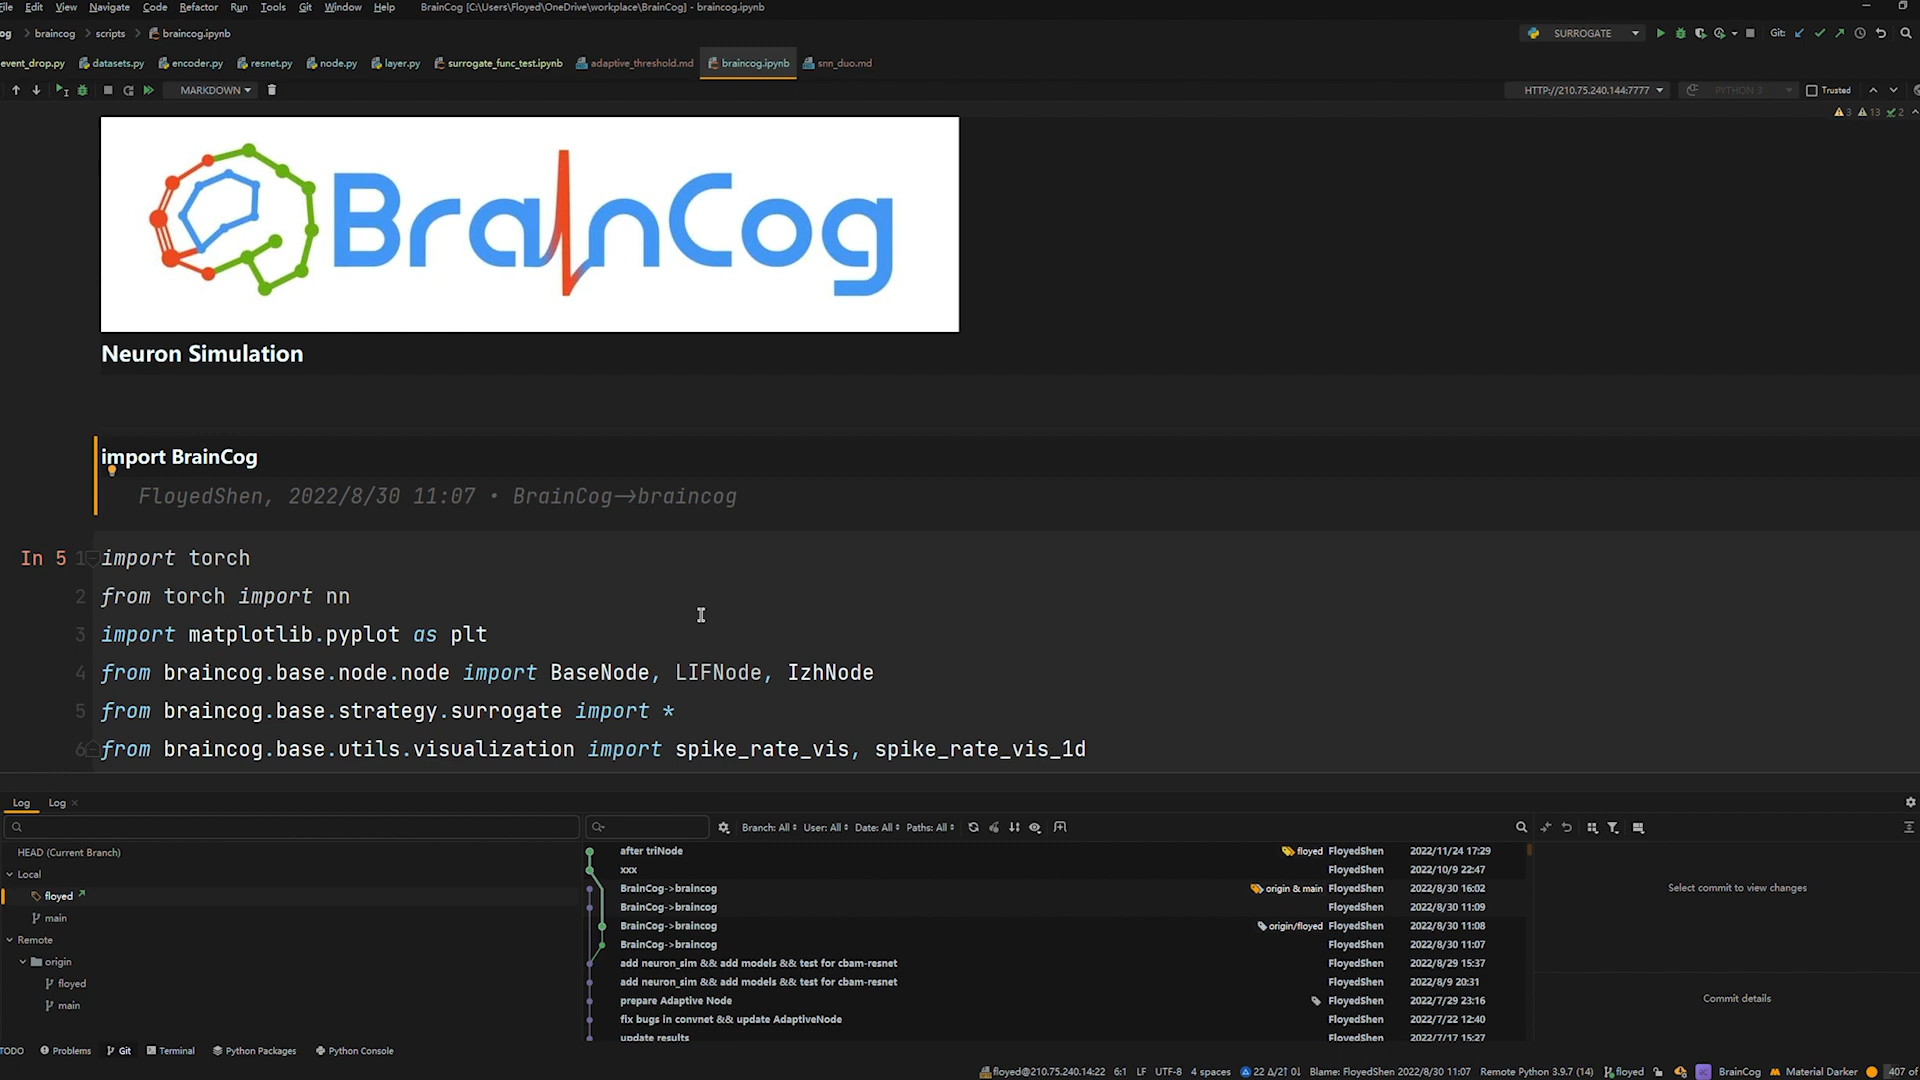 File Edit View Navigate Code Refactor Run Tools Git Window Help BrainCog [C:\Users\Floyed\OneDrive\workplace\BrainCog] - braincog.ipynb
og braincog scripts braincog.ipynb SURROGATE Git:
event_drop.py datasets.py encoder.py resnet.py node.py layer.py surrogate_func_test.ipynb adaptive_threshold.md braincog.ipynb snn_duo.md
MARKDOWN HTTP://210.75.240.144:7777 PYTHON 3 Trusted
3 13 2
BrainCog
Neuron Simulation
import BrainCog
FloyedShen, 2022/8/30 11:07 • BrainCog->braincog
In 5 1 import torch
2 from torch import nn
3 import matplotlib.pyplot as plt
4 from braincog.base.node.node import BaseNode, LIFNode, IzhNode
5 from braincog.base.strategy.surrogate import *
6 from braincog.base.utils.visualization import spike_rate_vis, spike_rate_vis_1d
Log Log
Branch: All User: All Date: All Paths: All
HEAD (Current Branch)
Local
floyed
main
Remote
origin
floyed
main
after triNode floyed FloyedShen 2022/11/24 17:29
xxx FloyedShen 2022/10/9 22:47
BrainCog->braincog origin & main FloyedShen 2022/8/30 16:02
BrainCog->braincog FloyedShen 2022/8/30 11:09
BrainCog->braincog origin/floyed FloyedShen 2022/8/30 11:08
BrainCog->braincog FloyedShen 2022/8/30 11:07
add neuron_sim && add models && test for cbam-resnet FloyedShen 2022/8/29 15:37
add neuron_sim && add models && test for cbam-resnet FloyedShen 2022/8/9 20:31
prepare Adaptive Node FloyedShen 2022/7/29 23:16
fix bugs in convnet && update AdaptiveNode FloyedShen 2022/7/22 12:40
update results FloyedShen 2022/7/17 15:27
Select commit to view changes
Commit details
TODO Problems Git Terminal Python Packages Python Console
floyed@210.75.240.14:22 6:1 LF UTF-8 4 spaces 22 Δ/2↑ 0↓ Blame: FloyedShen 2022/8/30 11:07 Remote Python 3.9.7 (14) floyed BrainCog Material Darker 407 of